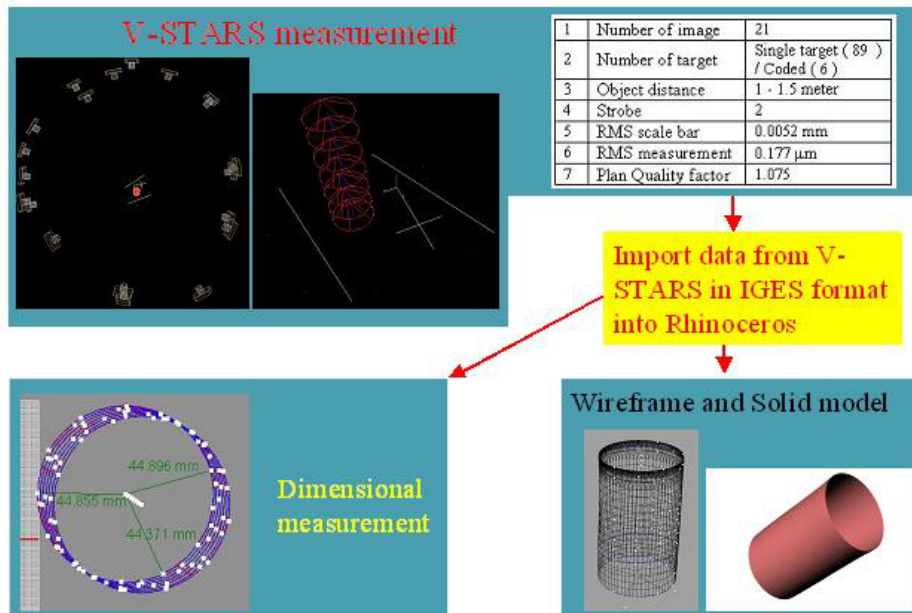 V-STARS measurement
1 Number of image 21
2 Number of target Single target ( 89 ) / Coded ( 6 )
3 Object distance 1 - 1.5 meter
4 Strobe 2
5 RMS scale bar 0.0052 mm
6 RMS measurement 0.177 µm
7 Plan Quality factor 1.075
Import data from V-
STARS in IGES format
into Rhinoceros
44.896 mm
44.855 mm
44.371 mm
Dimensional
measurement
Wireframe and Solid model